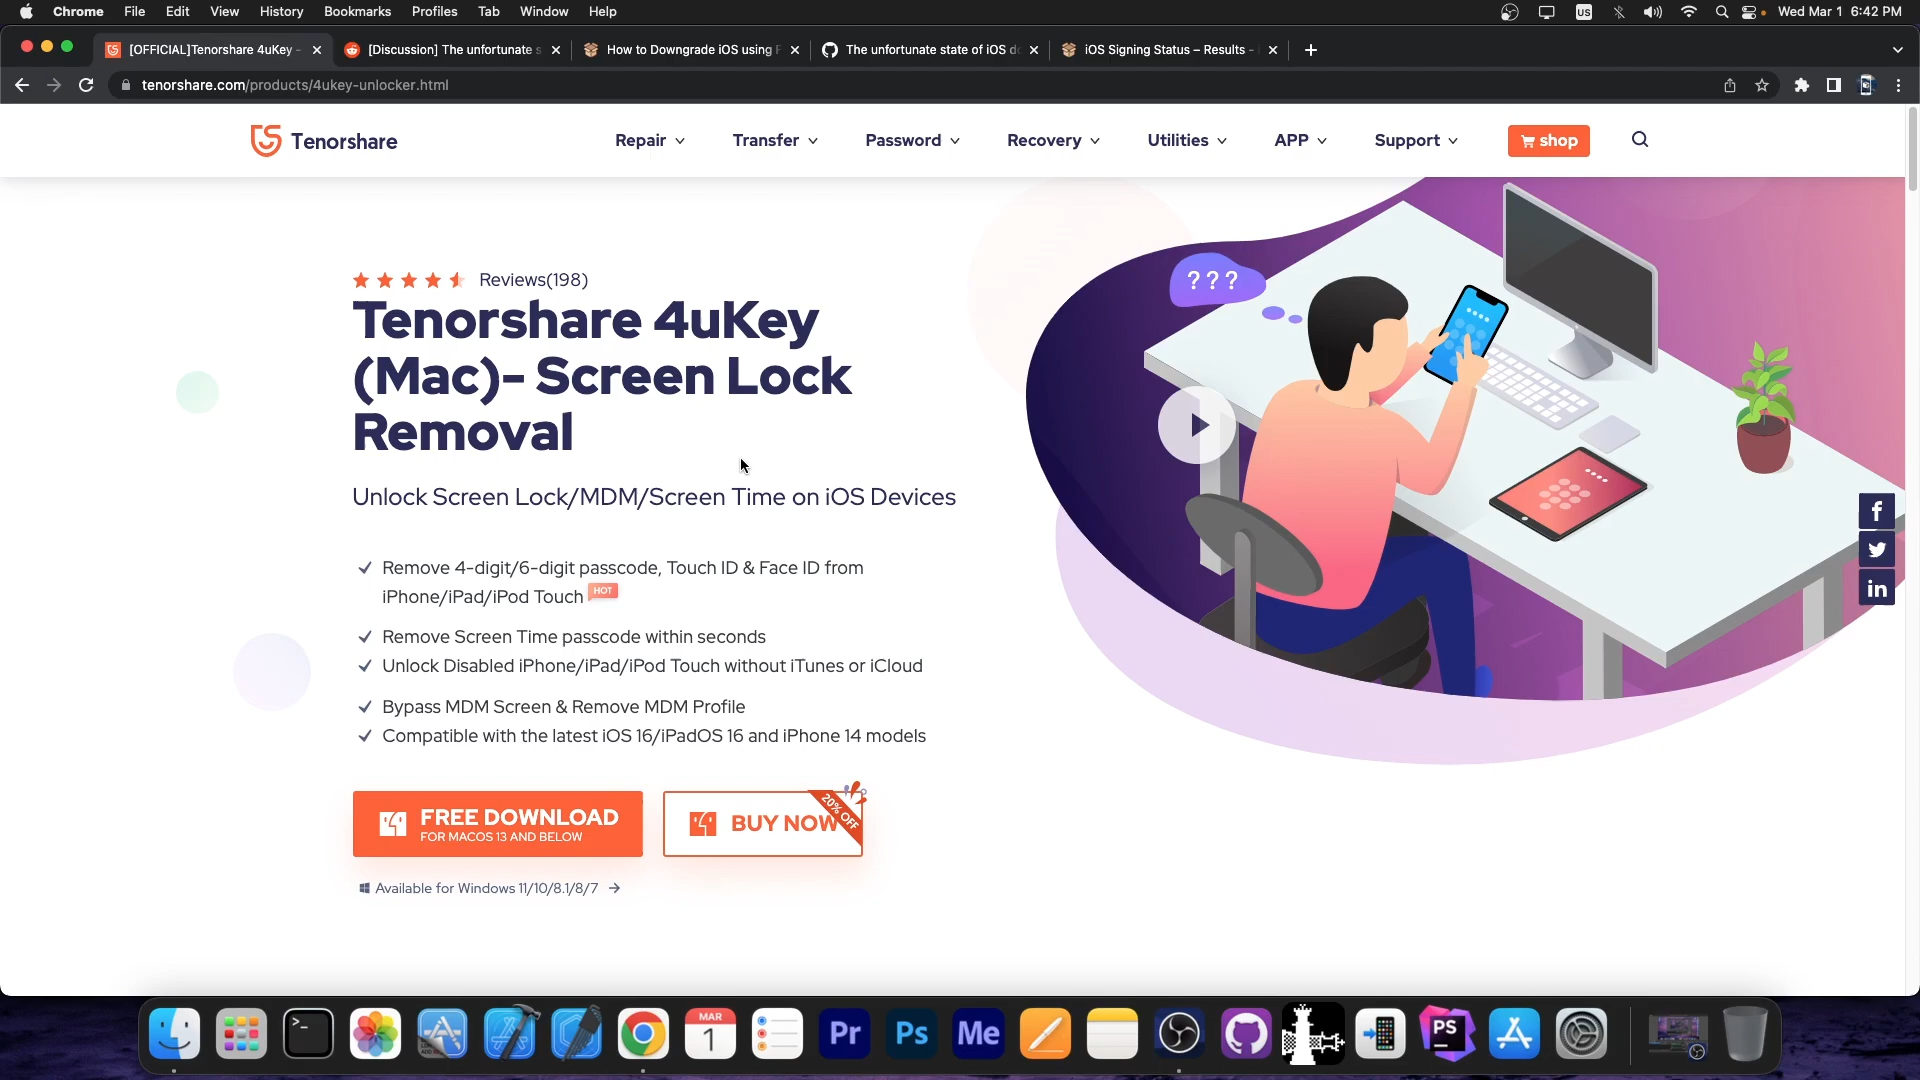 Chrome File Edit View History Bookmarks Profiles Tab Window Help US Wed Mar 1 6:42 PM
[OFFICIAL]Tenorshare 4uKey - [Discussion] The unfortunate s How to Downgrade iOS using F The unfortunate state of iOS do iOS Signing Status – Results -
tenorshare.com/products/4ukey-unlocker.html
Tenorshare Repair Transfer Password Recovery Utilities APP Support shop
Reviews(198)
Tenorshare 4uKey
(Mac)- Screen Lock
Removal
Unlock Screen Lock/MDM/Screen Time on iOS Devices
Remove 4-digit/6-digit passcode, Touch ID & Face ID from
iPhone/iPad/iPod Touch HOT
Remove Screen Time passcode within seconds
Unlock Disabled iPhone/iPad/iPod Touch without iTunes or iCloud
Bypass MDM Screen & Remove MDM Profile
Compatible with the latest iOS 16/iPadOS 16 and iPhone 14 models
FREE DOWNLOAD
FOR MACOS 13 AND BELOW
BUY NOW
20% OFF
Available for Windows 11/10/8.1/8/7
? ? ?
f
in
MAR
1
Pr Ps Me PS